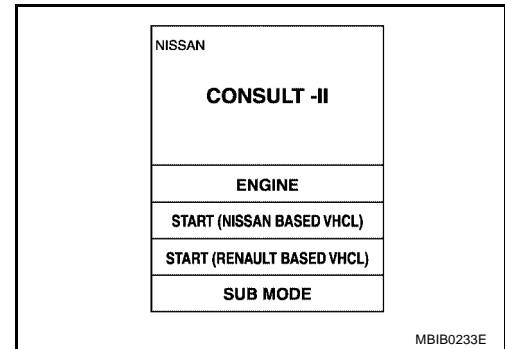 NISSAN
CONSULT -II
ENGINE
START (NISSAN BASED VHCL)
START (RENAULT BASED VHCL)
SUB MODE
MBIB0233E